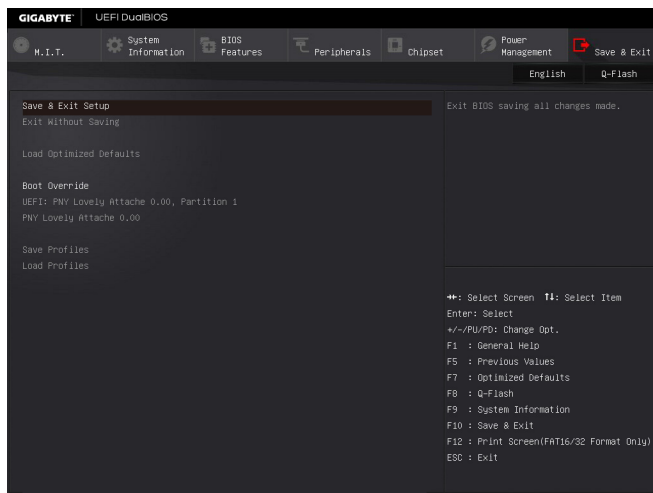 GIGABYTE™ UEFI DualBIOS
M.I.T.
System
Information
BIOS
Features
Peripherals
Chipset
Power
Management
Save & Exit
English Q-Flash
Save & Exit Setup
Exit Without Saving
Load Optimized Defaults
Boot Override
UEFI: PNY Lovely Attache 0.00, Partition 1
PNY Lovely Attache 0.00
Save Profiles
Load Profiles
Exit BIOS saving all changes made.
→←: Select Screen ↑↓: Select Item
Enter: Select
+/-/PU/PD: Change Opt.
F1 : General Help
F5 : Previous Values
F7 : Optimized Defaults
F8 : Q-Flash
F9 : System Information
F10 : Save & Exit
F12 : Print Screen(FAT16/32 Format Only)
ESC : Exit